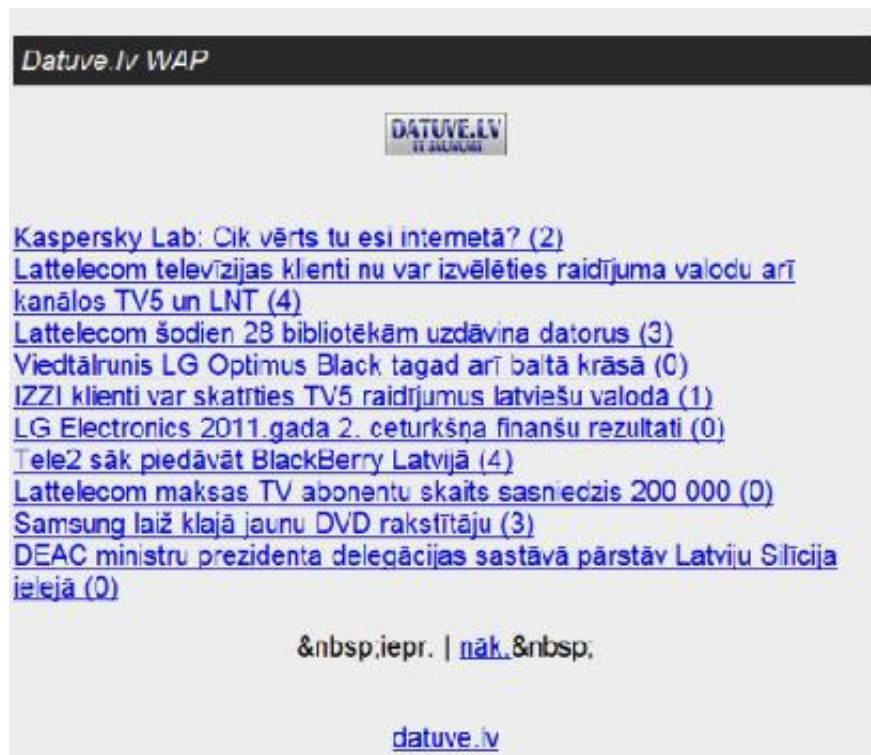 Datuve.lv WAP
DATUVE.LV
IT JAUNUMI
Kaspersky Lab: Cik vērts tu esi internetā? (2)
Lattelecom televīzijas klienti nu var izvēlēties raidījuma valodu arī
kanālos TV5 un LNT (4)
Lattelecom šodien 28 bibliotēkām uzdāvina datorus (3)
Viedtālrunis LG Optimus Black tagad arī baltā krāsā (0)
IZZI klienti var skatīties TV5 raidījumus latviešu valodā (1)
LG Electronics 2011.gada 2. ceturkšņa finanšu rezultāti (0)
Tele2 sāk piedāvāt BlackBerry Latvijā (4)
Lattelecom maksas TV abonentu skaits sasniedzis 200 000 (0)
Samsung laiž klajā jaunu DVD rakstītāju (3)
DEAC ministru prezidenta delegācijas sastāvā pārstāv Latviju Silīcija
ielejā (0)
&nbsp;iepr. | nāk.&nbsp;
datuve.lv